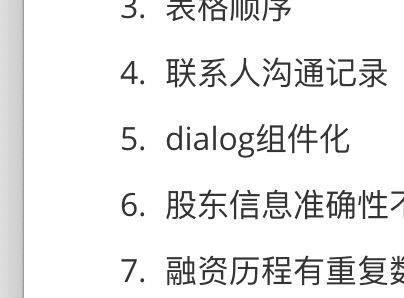 3. 表格顺序
4. 联系人沟通记录
5. dialog组件化
6. 股东信息准确性
7. 融资历程有重复